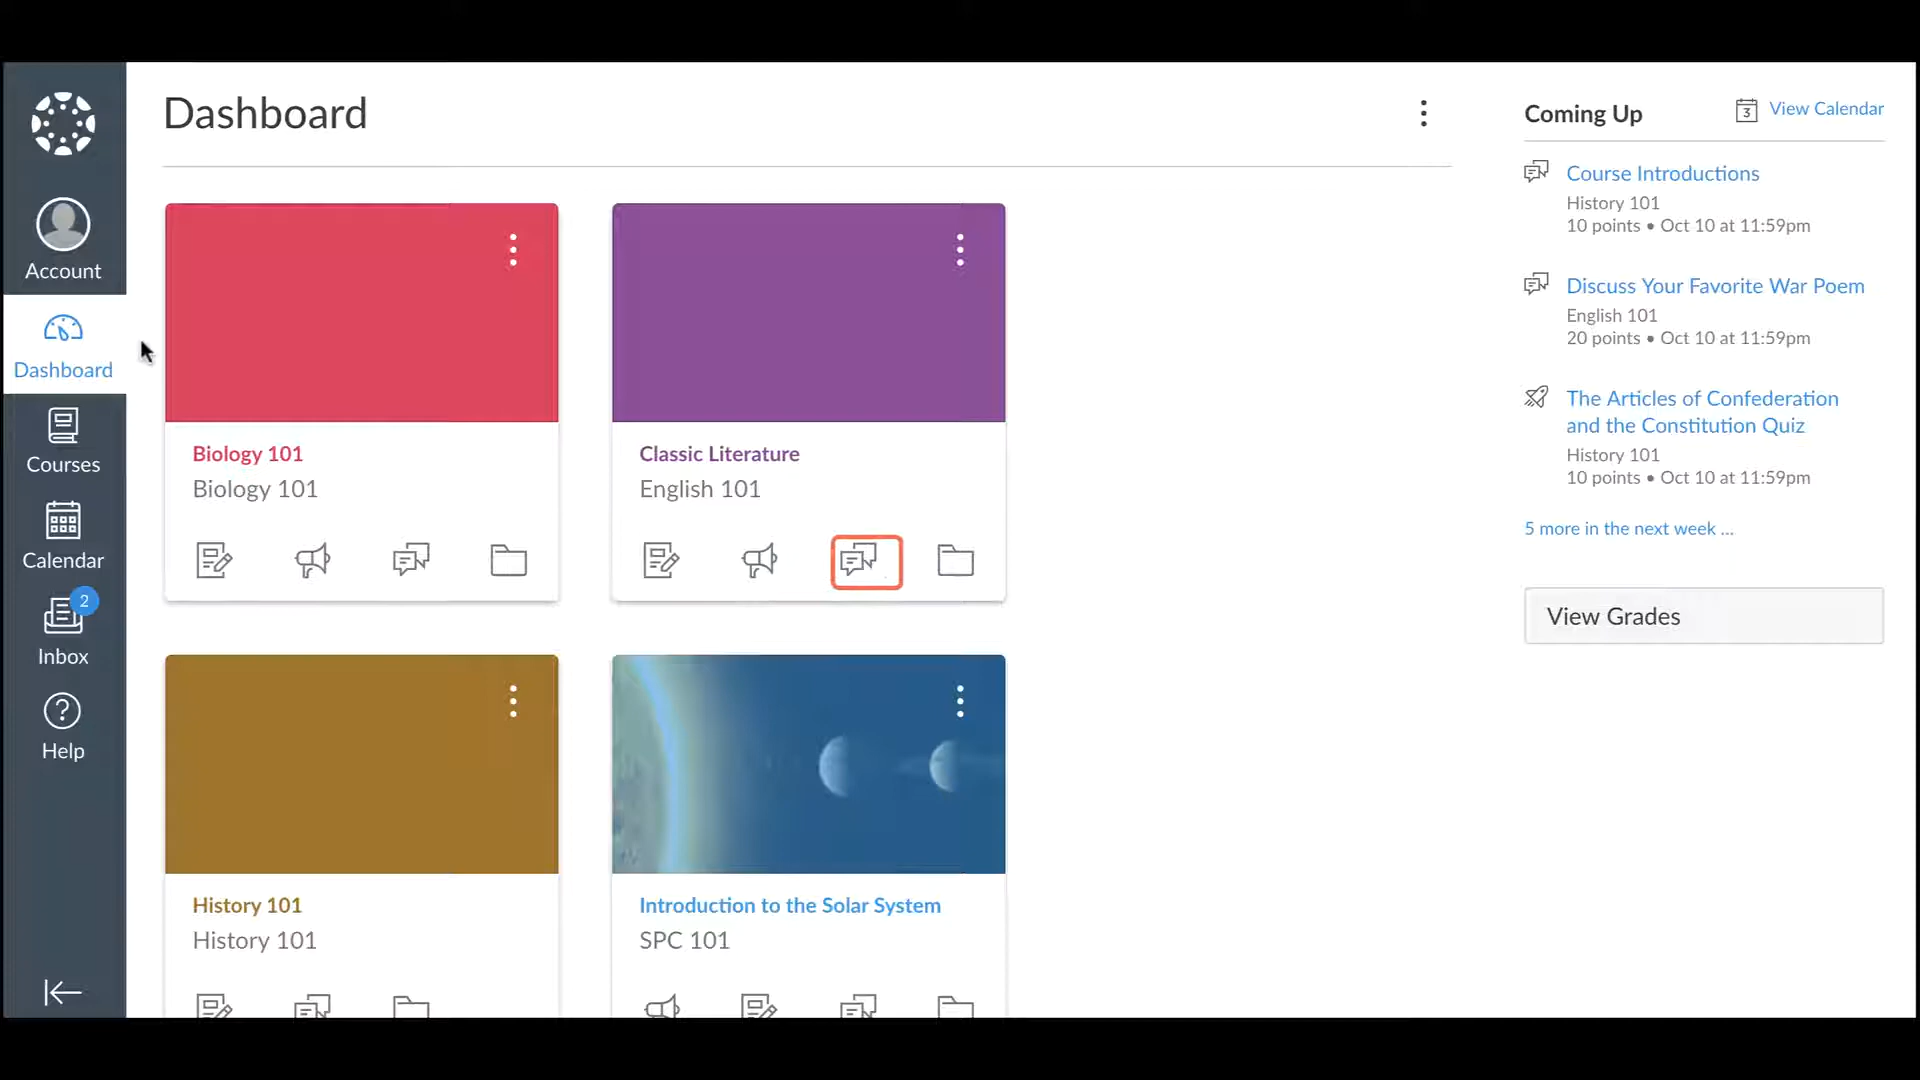 Dashboard
Account
Dashboard
Courses
Calendar
2
Inbox
? Help
Biology 101
Biology 101
Classic Literature
English 101
History 101
History 101
Introduction to the Solar System
SPC 101
Coming Up
3 View Calendar
Course Introductions
History 101
10 points • Oct 10 at 11:59pm
Discuss Your Favorite War Poem
English 101
20 points • Oct 10 at 11:59pm
The Articles of Confederation
and the Constitution Quiz
History 101
10 points • Oct 10 at 11:59pm
5 more in the next week ...
View Grades